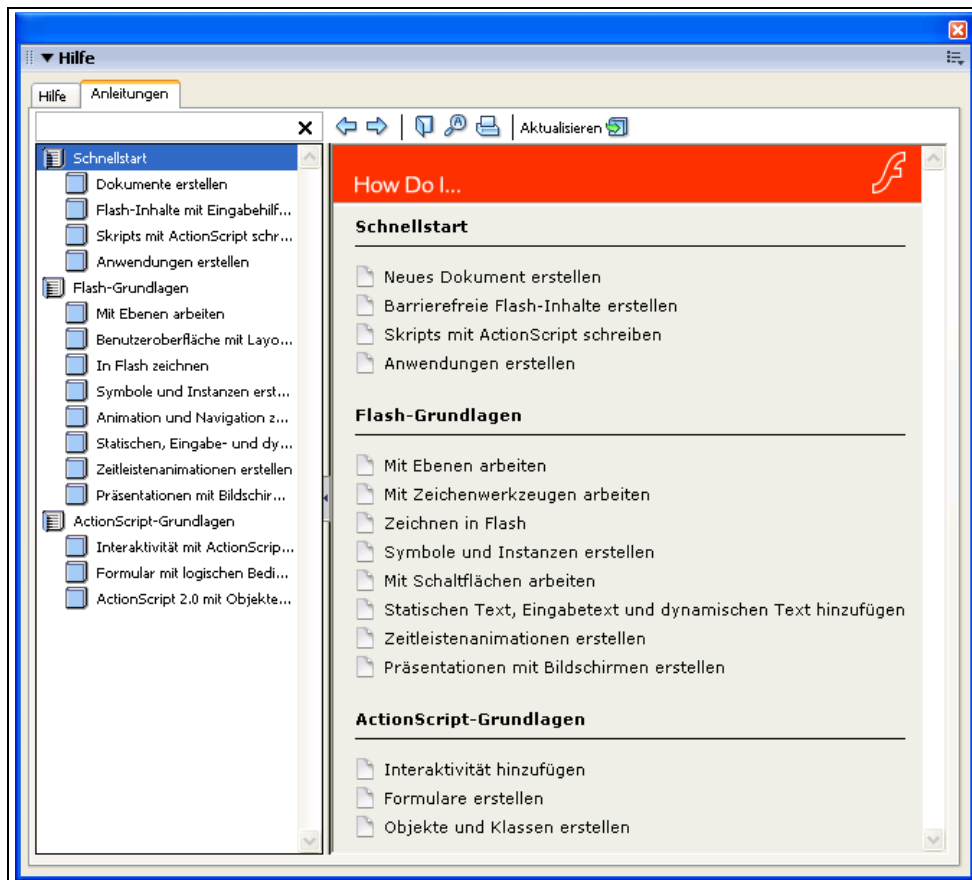 Hilfe
Hilfe
Anleitungen
Aktualisieren
Schnellstart
Dokumente erstellen
Flash-Inhalte mit Eingabehilf...
Skripts mit ActionScript schr...
Anwendungen erstellen
Flash-Grundlagen
Mit Ebenen arbeiten
Benutzeroberfläche mit Layo...
In Flash zeichnen
Symbole und Instanzen erst...
Animation und Navigation z...
Statischen, Eingabe- und dy...
Zeitleistenanimationen erstellen
Präsentationen mit Bildschir...
ActionScript-Grundlagen
Interaktivität mit ActionScrip...
Formular mit logischen Bedi...
ActionScript 2.0 mit Objekte...
How Do I...
Schnellstart
Neues Dokument erstellen
Barrierefreie Flash-Inhalte erstellen
Skripts mit ActionScript schreiben
Anwendungen erstellen
Flash-Grundlagen
Mit Ebenen arbeiten
Mit Zeichenwerkzeugen arbeiten
Zeichnen in Flash
Symbole und Instanzen erstellen
Mit Schaltflächen arbeiten
Statischen Text, Eingabetext und dynamischen Text hinzufügen
Zeitleistenanimationen erstellen
Präsentationen mit Bildschirmen erstellen
ActionScript-Grundlagen
Interaktivität hinzufügen
Formulare erstellen
Objekte und Klassen erstellen